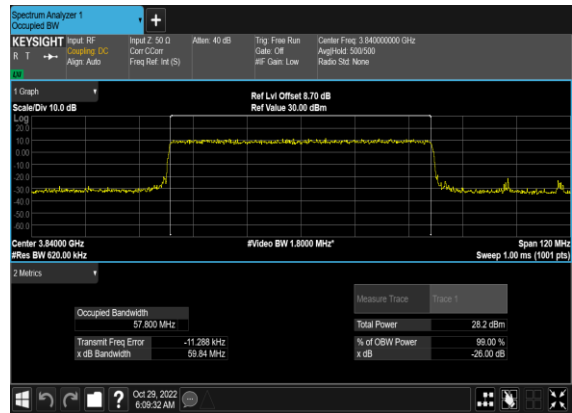 Spectrum Analyzer 1
Occupied BW
+
KEYSIGHT
R T
Input: RF
Coupling: DC
Align: Auto
Input Z: 50 Ω
Corr CCorr
Freq Ref: Int (S)
Atten: 40 dB
Trig: Free Run
Gate: Off
#IF Gain: Low
Center Freq: 3.840000000 GHz
Avg|Hold: 500/500
Radio Std: None
1 Graph
Scale/Div 10.0 dB
Ref Lvl Offset 8.70 dB
Ref Value 30.00 dBm
Log
20.0
10.0
0.00
-10.0
-20.0
-30.0
-40.0
-50.0
-60.0
Center 3.84000 GHz
#Res BW 620.00 kHz
#Video BW 1.8000 MHz*
Span 120 MHz
Sweep 1.00 ms (1001 pts)
2 Metrics
Measure Trace
Trace 1
Occupied Bandwidth
57.800 MHz
Total Power
28.2 dBm
Transmit Freq Error
-11.288 kHz
% of OBW Power
99.00 %
x dB Bandwidth
59.84 MHz
x dB
-26.00 dB
?
Oct 29, 2022
6:09:32 AM